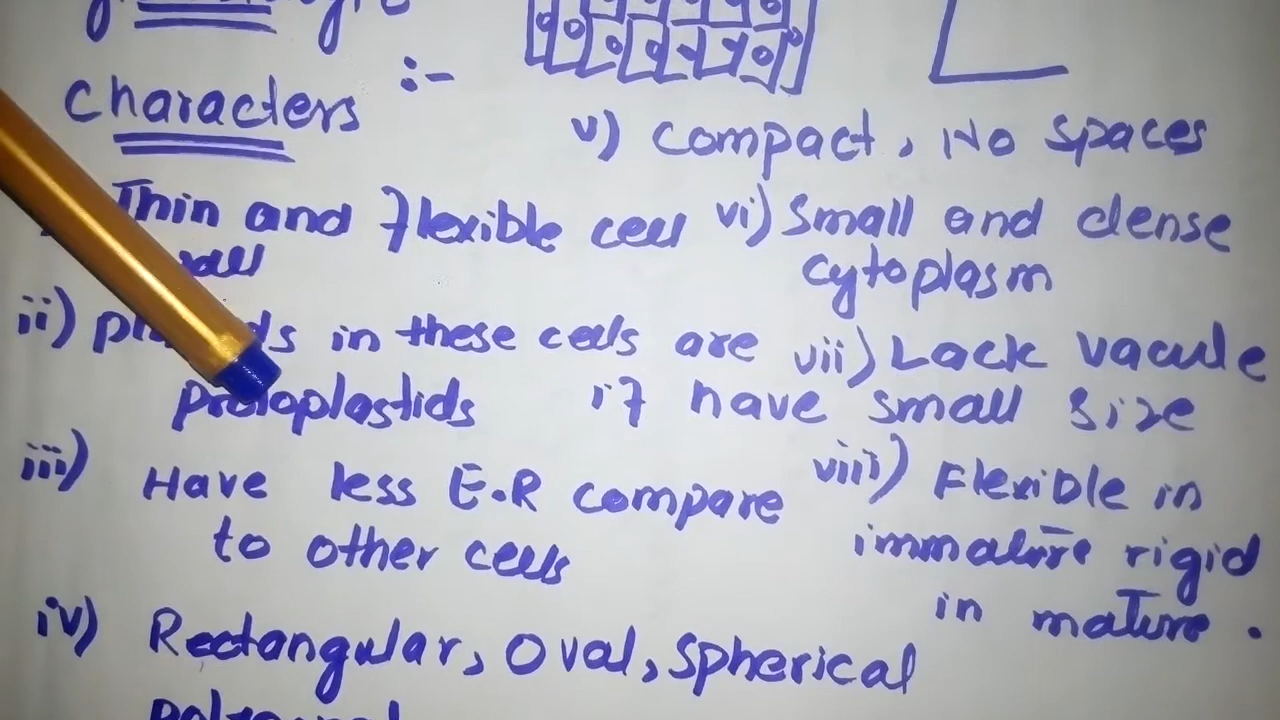 characters :-
Thin and flexible cell
wall
ii) plastids in these cells are
protoplastids
iii) Have less E.R compare
to other cells
iv) Rectangular, Oval, Spherical
v) Compact, No spaces
vi) Small and dense
cytoplasm
vii) Lack vacule
if have small size
viii) Flexible in
immature rigid
in mature.